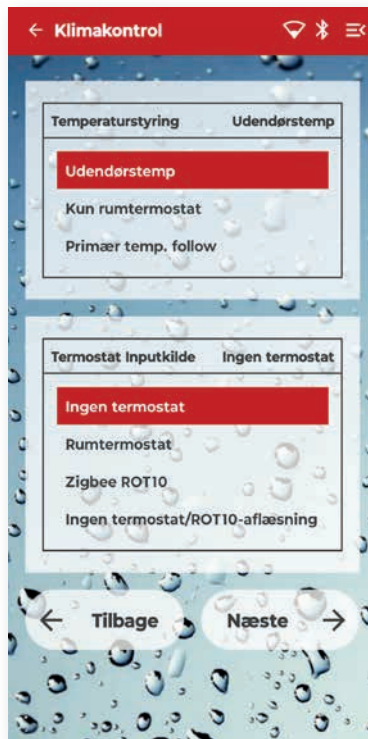 ← Klimakontrol
Temperaturstyring Udendørstemp
Udendørstemp
Kun rumtermostat
Primær temp. follow
Termostat Inputkilde Ingen termostat
Ingen termostat
Rumtermostat
Zigbee ROT10
Ingen termostat/ROT10-aflæsning
← Tilbage Næste →